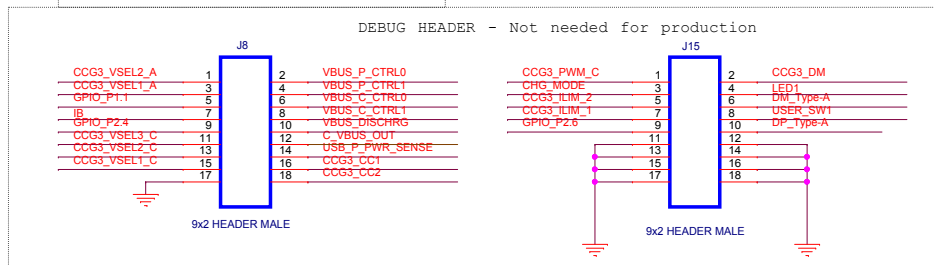 DEBUG HEADER - Not needed for production
J8
CCG3_VSEL2_A 1 2 VBUS_P_CTRL0
CCG3_VSEL1_A 3 4 VBUS_P_CTRL1
GPIO_P1.1 5 6 VBUS_C_CTRL0
IB 7 8 VBUS_C_CTRL1
GPIO_P2.4 9 10 VBUS_DISCHRG
CCG3_VSEL3_C 11 12 C_VBUS_OUT
CCG3_VSEL2_C 13 14 USB_P_PWR_SENSE
CCG3_VSEL1_C 15 16 CCG3_CC1
17 18 CCG3_CC2
9x2 HEADER MALE
J15
CCG3_PWM_C 1 2 CCG3_DM
CHG_MODE 3 4 LED1
CCG3_ILIM_2 5 6 DM_Type-A
CCG3_ILIM_1 7 8 USER_SW1
GPIO_P2.6 9 10 DP_Type-A
11 12
13 14
15 16
17 18
9x2 HEADER MALE